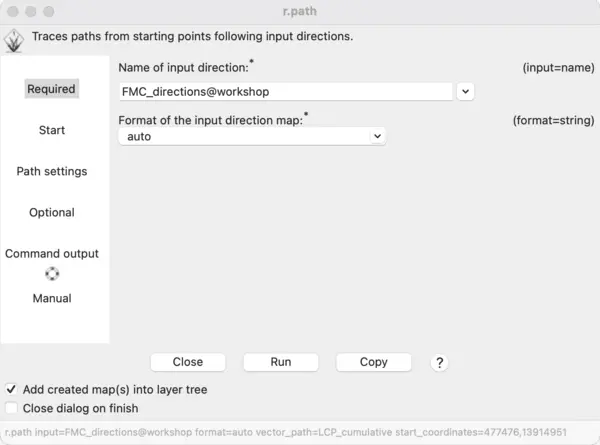 r.path
Traces paths from starting points following input directions.
Required
Start
Path settings
Optional
Command output
Manual
Name of input direction:* (input=name)
FMC_directions@workshop
Format of the input direction map:* (format=string)
auto
Close Run Copy ?
Add created map(s) into layer tree
Close dialog on finish
r.path input=FMC_directions@workshop format=auto vector_path=LCP_cumulative start_coordinates=477476,13914951